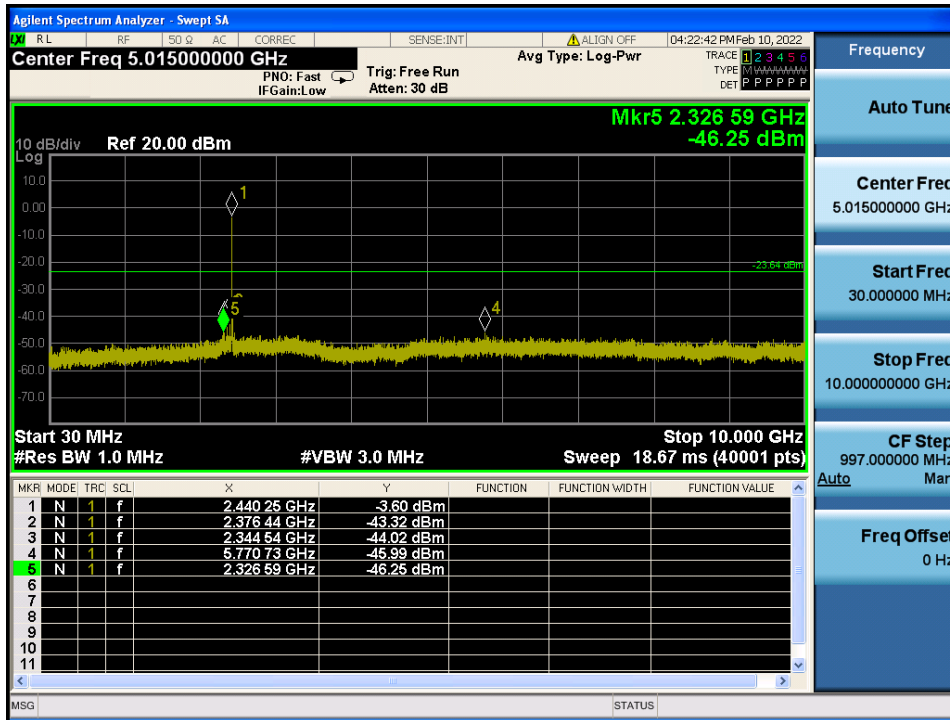 Agilent Spectrum Analyzer - Swept SA
LXI RL RF 50 Ω AC CORREC SENSE:INT ALIGN OFF 04:22:42 PM Feb 10, 2022
Center Freq 5.015000000 GHz
PNO: Fast
IFGain:Low
Trig: Free Run
Atten: 30 dB
Avg Type: Log-Pwr
TRACE 1 2 3 4 5 6
TYPE M
DET P P P P P P
Mkr5 2.326 59 GHz
-46.25 dBm
10 dB/div Ref 20.00 dBm
Log
10.0
0.00
-10.0
-20.0
-30.0
-40.0
-50.0
-60.0
-70.0
1
5
4
-23.64 dBm
Start 30 MHz Stop 10.000 GHz
#Res BW 1.0 MHz #VBW 3.0 MHz Sweep 18.67 ms (40001 pts)
MKR MODE TRC SCL X Y FUNCTION FUNCTION WIDTH FUNCTION VALUE
1 N 1 f 2.440 25 GHz -3.60 dBm
2 N 1 f 2.376 44 GHz -43.32 dBm
3 N 1 f 2.344 54 GHz -44.02 dBm
4 N 1 f 5.770 73 GHz -45.99 dBm
5 N 1 f 2.326 59 GHz -46.25 dBm
6
7
8
9
10
11
MSG STATUS
Frequency
Auto Tune
Center Freq
5.015000000 GHz
Start Freq
30.000000 MHz
Stop Freq
10.000000000 GHz
CF Step
997.000000 MHz
Auto Man
Freq Offset
0 Hz